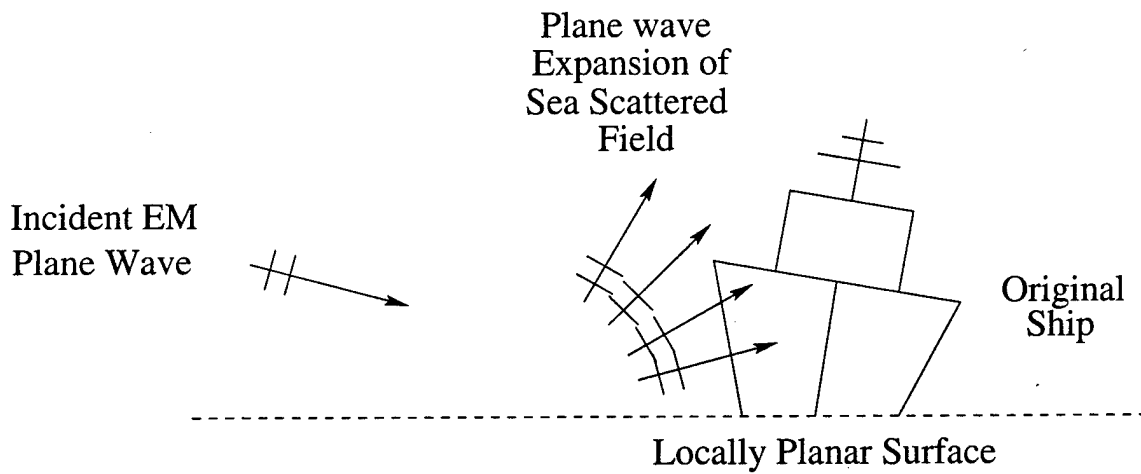 Plane wave
Expansion of
Sea Scattered
Field
Incident EM
Plane Wave
Original
Ship
Locally Planar Surface